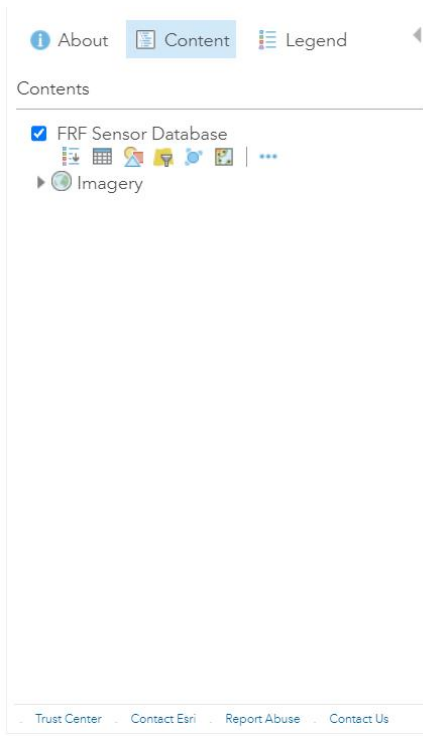 About Content Legend
Contents
FRF Sensor Database
Imagery
. Trust Center . Contact Esri . Report Abuse . Contact Us